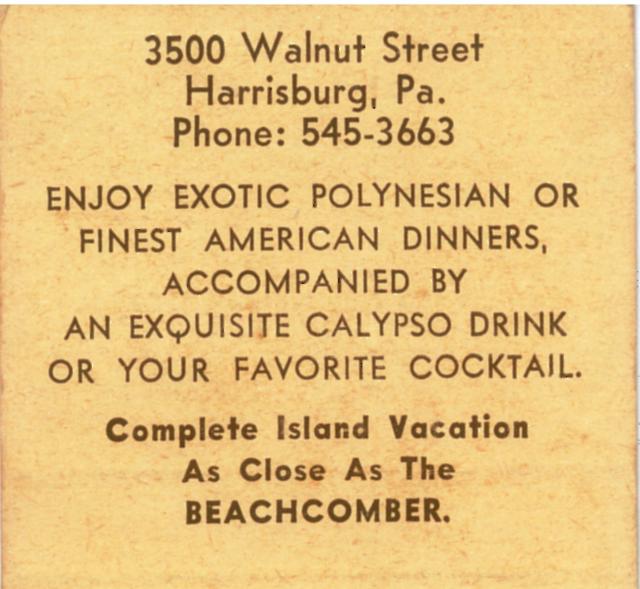 3500 Walnut Street
Harrisburg, Pa.
Phone: 545-3663
ENJOY EXOTIC POLYNESIAN OR
FINEST AMERICAN DINNERS,
ACCOMPANIED BY
AN EXQUISITE CALYPSO DRINK
OR YOUR FAVORITE COCKTAIL.
Complete Island Vacation
As Close As The
BEACHCOMBER.